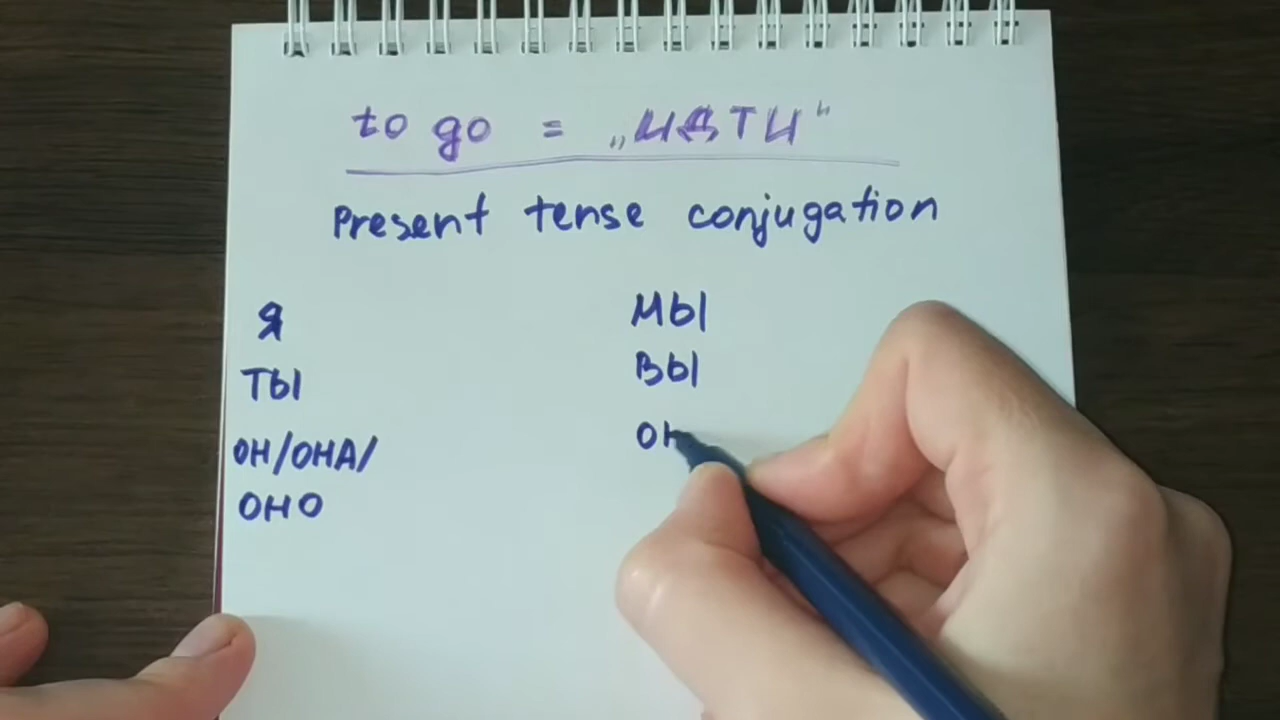 to go = „ИДТИ"
Present tense conjugation
Я
ТЫ
ОН/ОНА/
ОНО
МЫ
ВЫ